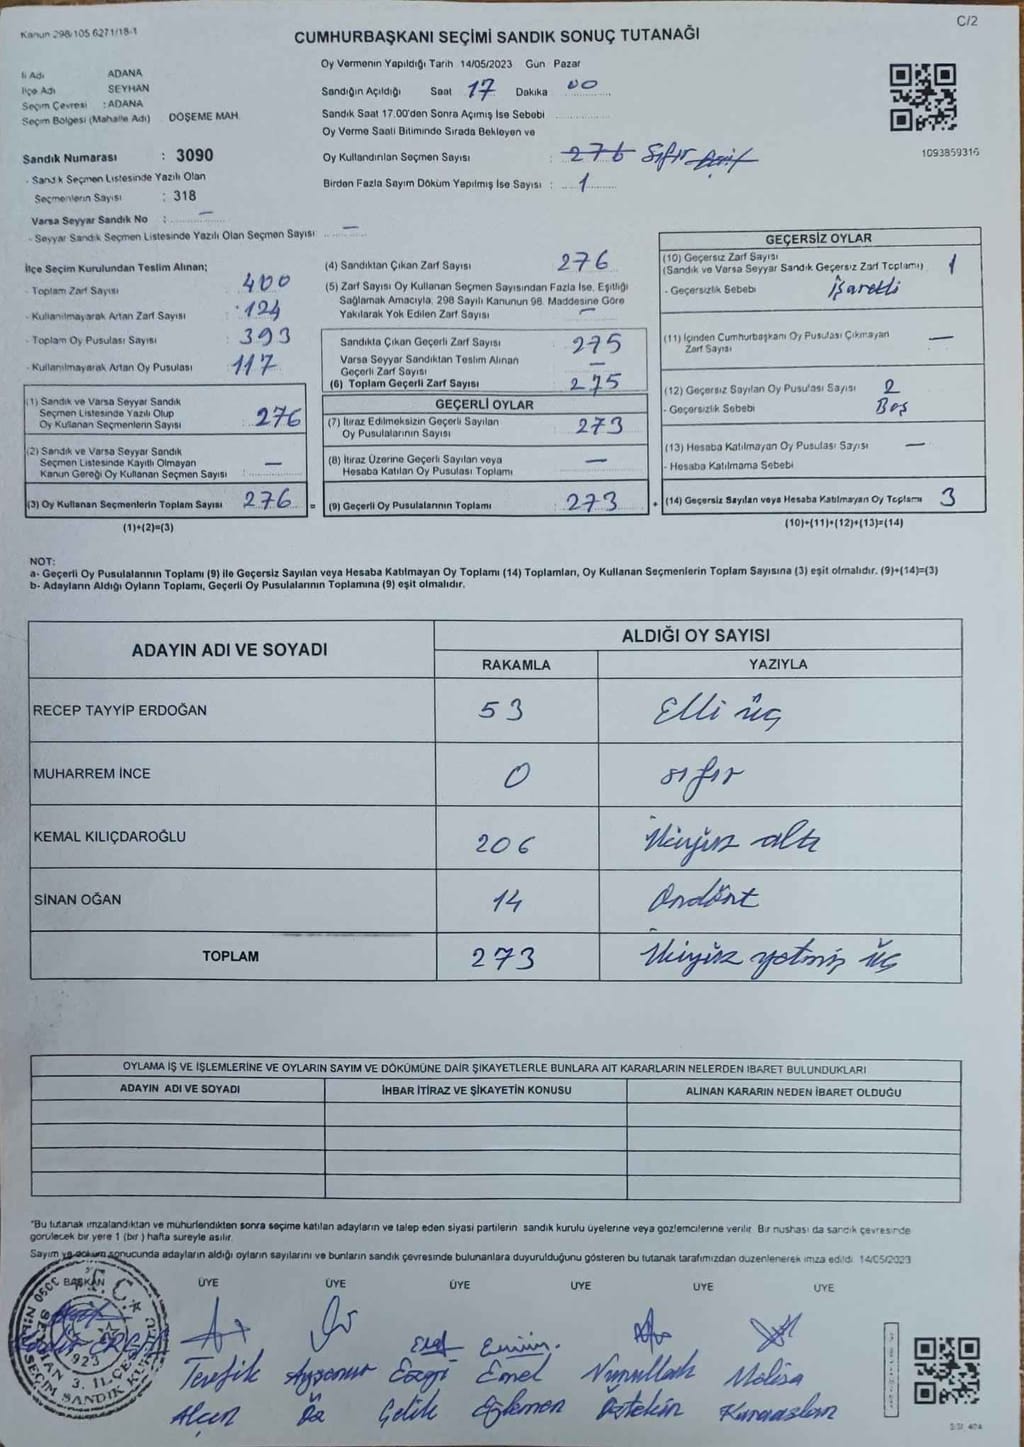 Kanun 298/105 6271/18-1
C/2
CUMHURBAŞKANI SEÇİMİ SANDIK SONUÇ TUTANAĞI
İl Adı ADANA
İlçe Adı SEYHAN
Seçim Çevresi : ADANA
Seçim Bölgesi (Mahalle Adı) DÖŞEME MAH.
Sandık Numarası : 3090
- Sandık Seçmen Listesinde Yazılı Olan
Seçmenlerin Sayısı : 318
Varsa Seyyar Sandık No : —
- Seyyar Sandık Seçmen Listesinde Yazılı Olan Seçmen Sayısı : —
Oy Vermenin Yapıldığı Tarih 14/05/2023 Gün Pazar
Sandığın Açıldığı Saat 17 Dakika 00
Sandık Saat 17.00'den Sonra Açımış İse Sebebi
Oy Verme Saati Bitiminde Sırada Bekleyen ve
Oy Kullandırılan Seçmen Sayısı : 276 Sıfır
Birden Fazla Sayım Döküm Yapılmış İse Sayısı : 1
1093859316
İlçe Seçim Kurulundan Teslim Alınan;
- Toplam Zarf Sayısı 400
- Kullanılmayarak Artan Zarf Sayısı 124
- Toplam Oy Pusulası Sayısı 393
- Kullanılmayarak Artan Oy Pusulası 117
(1) Sandık ve Varsa Seyyar Sandık
Seçmen Listesinde Yazılı Olup
Oy Kullanan Seçmenlerin Sayısı 276
(2) Sandık ve Varsa Seyyar Sandık
Seçmen Listesinde Kayıtlı Olmayan
Kanun Gereği Oy Kullanan Seçmen Sayısı —
(3) Oy Kullanan Seçmenlerin Toplam Sayısı 276 =
(1)+(2)=(3)
(4) Sandıktan Çıkan Zarf Sayısı 276
(5) Zarf Sayısı Oy Kullanan Seçmen Sayısından Fazla İse, Eşitliği
Sağlamak Amacıyla, 298 Sayılı Kanunun 98. Maddesine Göre
Yakılarak Yok Edilen Zarf Sayısı —
Sandıkta Çıkan Geçerli Zarf Sayısı 275
Varsa Seyyar Sandıktan Teslim Alınan
Geçerli Zarf Sayısı —
(6) Toplam Geçerli Zarf Sayısı 275
GEÇERLİ OYLAR
(7) İtiraz Edilmeksizin Geçerli Sayılan
Oy Pusulalarının Sayısı 273
(8) İtiraz Üzerine Geçerli Sayılan veya
Hesaba Katılan Oy Pusulası Toplamı —
(9) Geçerli Oy Pusulalarının Toplamı 273 +
GEÇERSİZ OYLAR
(10) Geçersiz Zarf Sayısı
(Sandık ve Varsa Seyyar Sandık Geçersiz Zarf Toplamı) 1
- Geçersizlik Sebebi İşaretli
(11) İçinden Cumhurbaşkanı Oy Pusulası Çıkmayan
Zarf Sayısı —
(12) Geçersiz Sayılan Oy Pusulası Sayısı 2
- Geçersizlik Sebebi Boş
(13) Hesaba Katılmayan Oy Pusulası Sayısı —
- Hesaba Katılmama Sebebi
(14) Geçersiz Sayılan veya Hesaba Katılmayan Oy Toplamı 3
(10)+(11)+(12)+(13)=(14)
NOT:
a- Geçerli Oy Pusulalarının Toplamı (9) ile Geçersiz Sayılan veya Hesaba Katılmayan Oy Toplamı (14) Toplamları, Oy Kullanan Seçmenlerin Toplam Sayısına (3) eşit olmalıdır. (9)+(14)=(3)
b- Adayların Aldığı Oyların Toplamı, Geçerli Oy Pusulalarının Toplamına (9) eşit olmalıdır.
ADAYIN ADI VE SOYADI
ALDIĞI OY SAYISI
RAKAMLA YAZIYLA
RECEP TAYYİP ERDOĞAN 53 Elli üç
MUHARREM İNCE 0 sıfır
KEMAL KILIÇDAROĞLU 206 İkiyüz altı
SİNAN OĞAN 14 Ondört
TOPLAM 273 İkiyüz yetmiş üç
OYLAMA İŞ VE İŞLEMLERİNE VE OYLARIN SAYIM VE DÖKÜMÜNE DAİR ŞİKAYETLERLE BUNLARA AİT KARARLARIN NELERDEN İBARET BULUNDUKLARI
ADAYIN ADI VE SOYADI İHBAR İTİRAZ VE ŞİKAYETİN KONUSU ALINAN KARARIN NEDEN İBARET OLDUĞU
"Bu tutanak imzalandıktan ve mühürlendikten sonra seçime katılan adayların ve talep eden siyasi partilerin sandık kurulu üyelerine veya gözlemcilerine verilir. Bir nüshası da sandık çevresinde
görülecek bir yere 1 (bir) hafta süreyle asılır.
Sayım ve döküm sonucunda adayların aldığı oyların sayılarını ve bunların sandık çevresinde bulunanlara duyurulduğunu gösteren bu tutanak tarafımızdan düzenlenerek imza edildi. 14/05/2023
BAŞKAN ÜYE ÜYE ÜYE ÜYE ÜYE ÜYE
Tevfik Ayşenur Ezgi Emel Nurullah Melisa
Alçın Öz Çelik Öztekin Karaaslan
T.C.
923
3. İLÇE
SEÇİM SANDIK KURULU